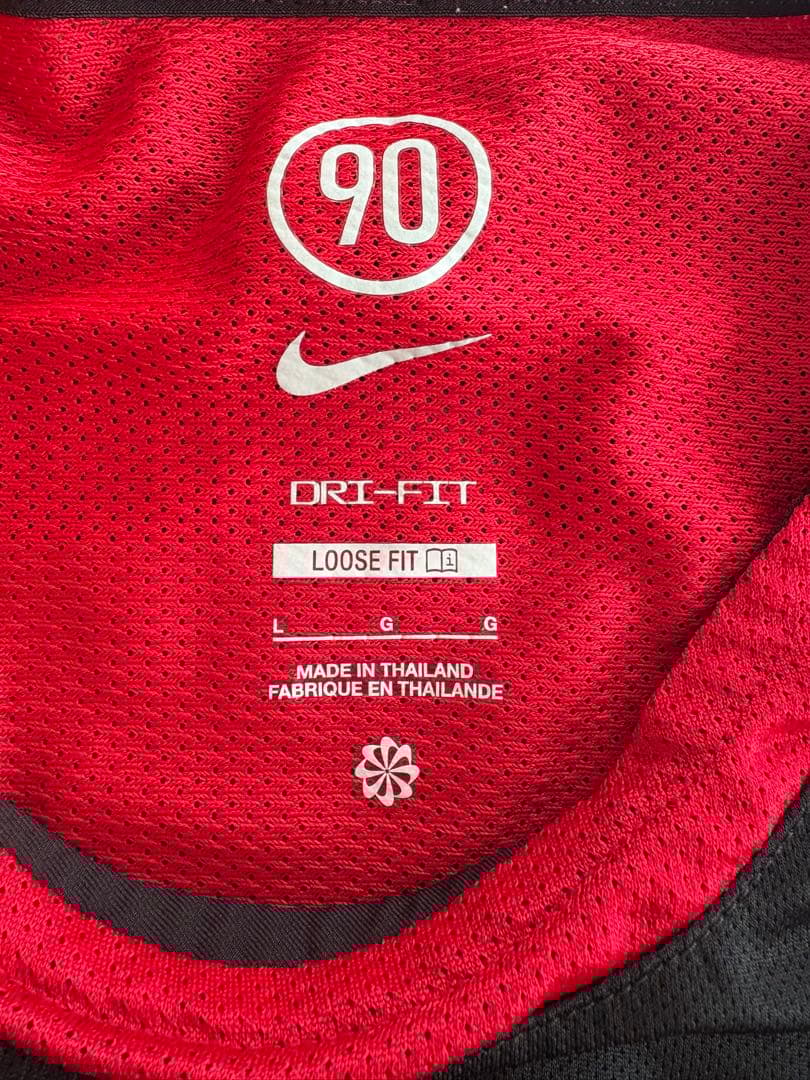 90
DRI-FIT
LOOSE FIT
L G G
MADE IN THAILAND
FABRIQUE EN THAILANDE